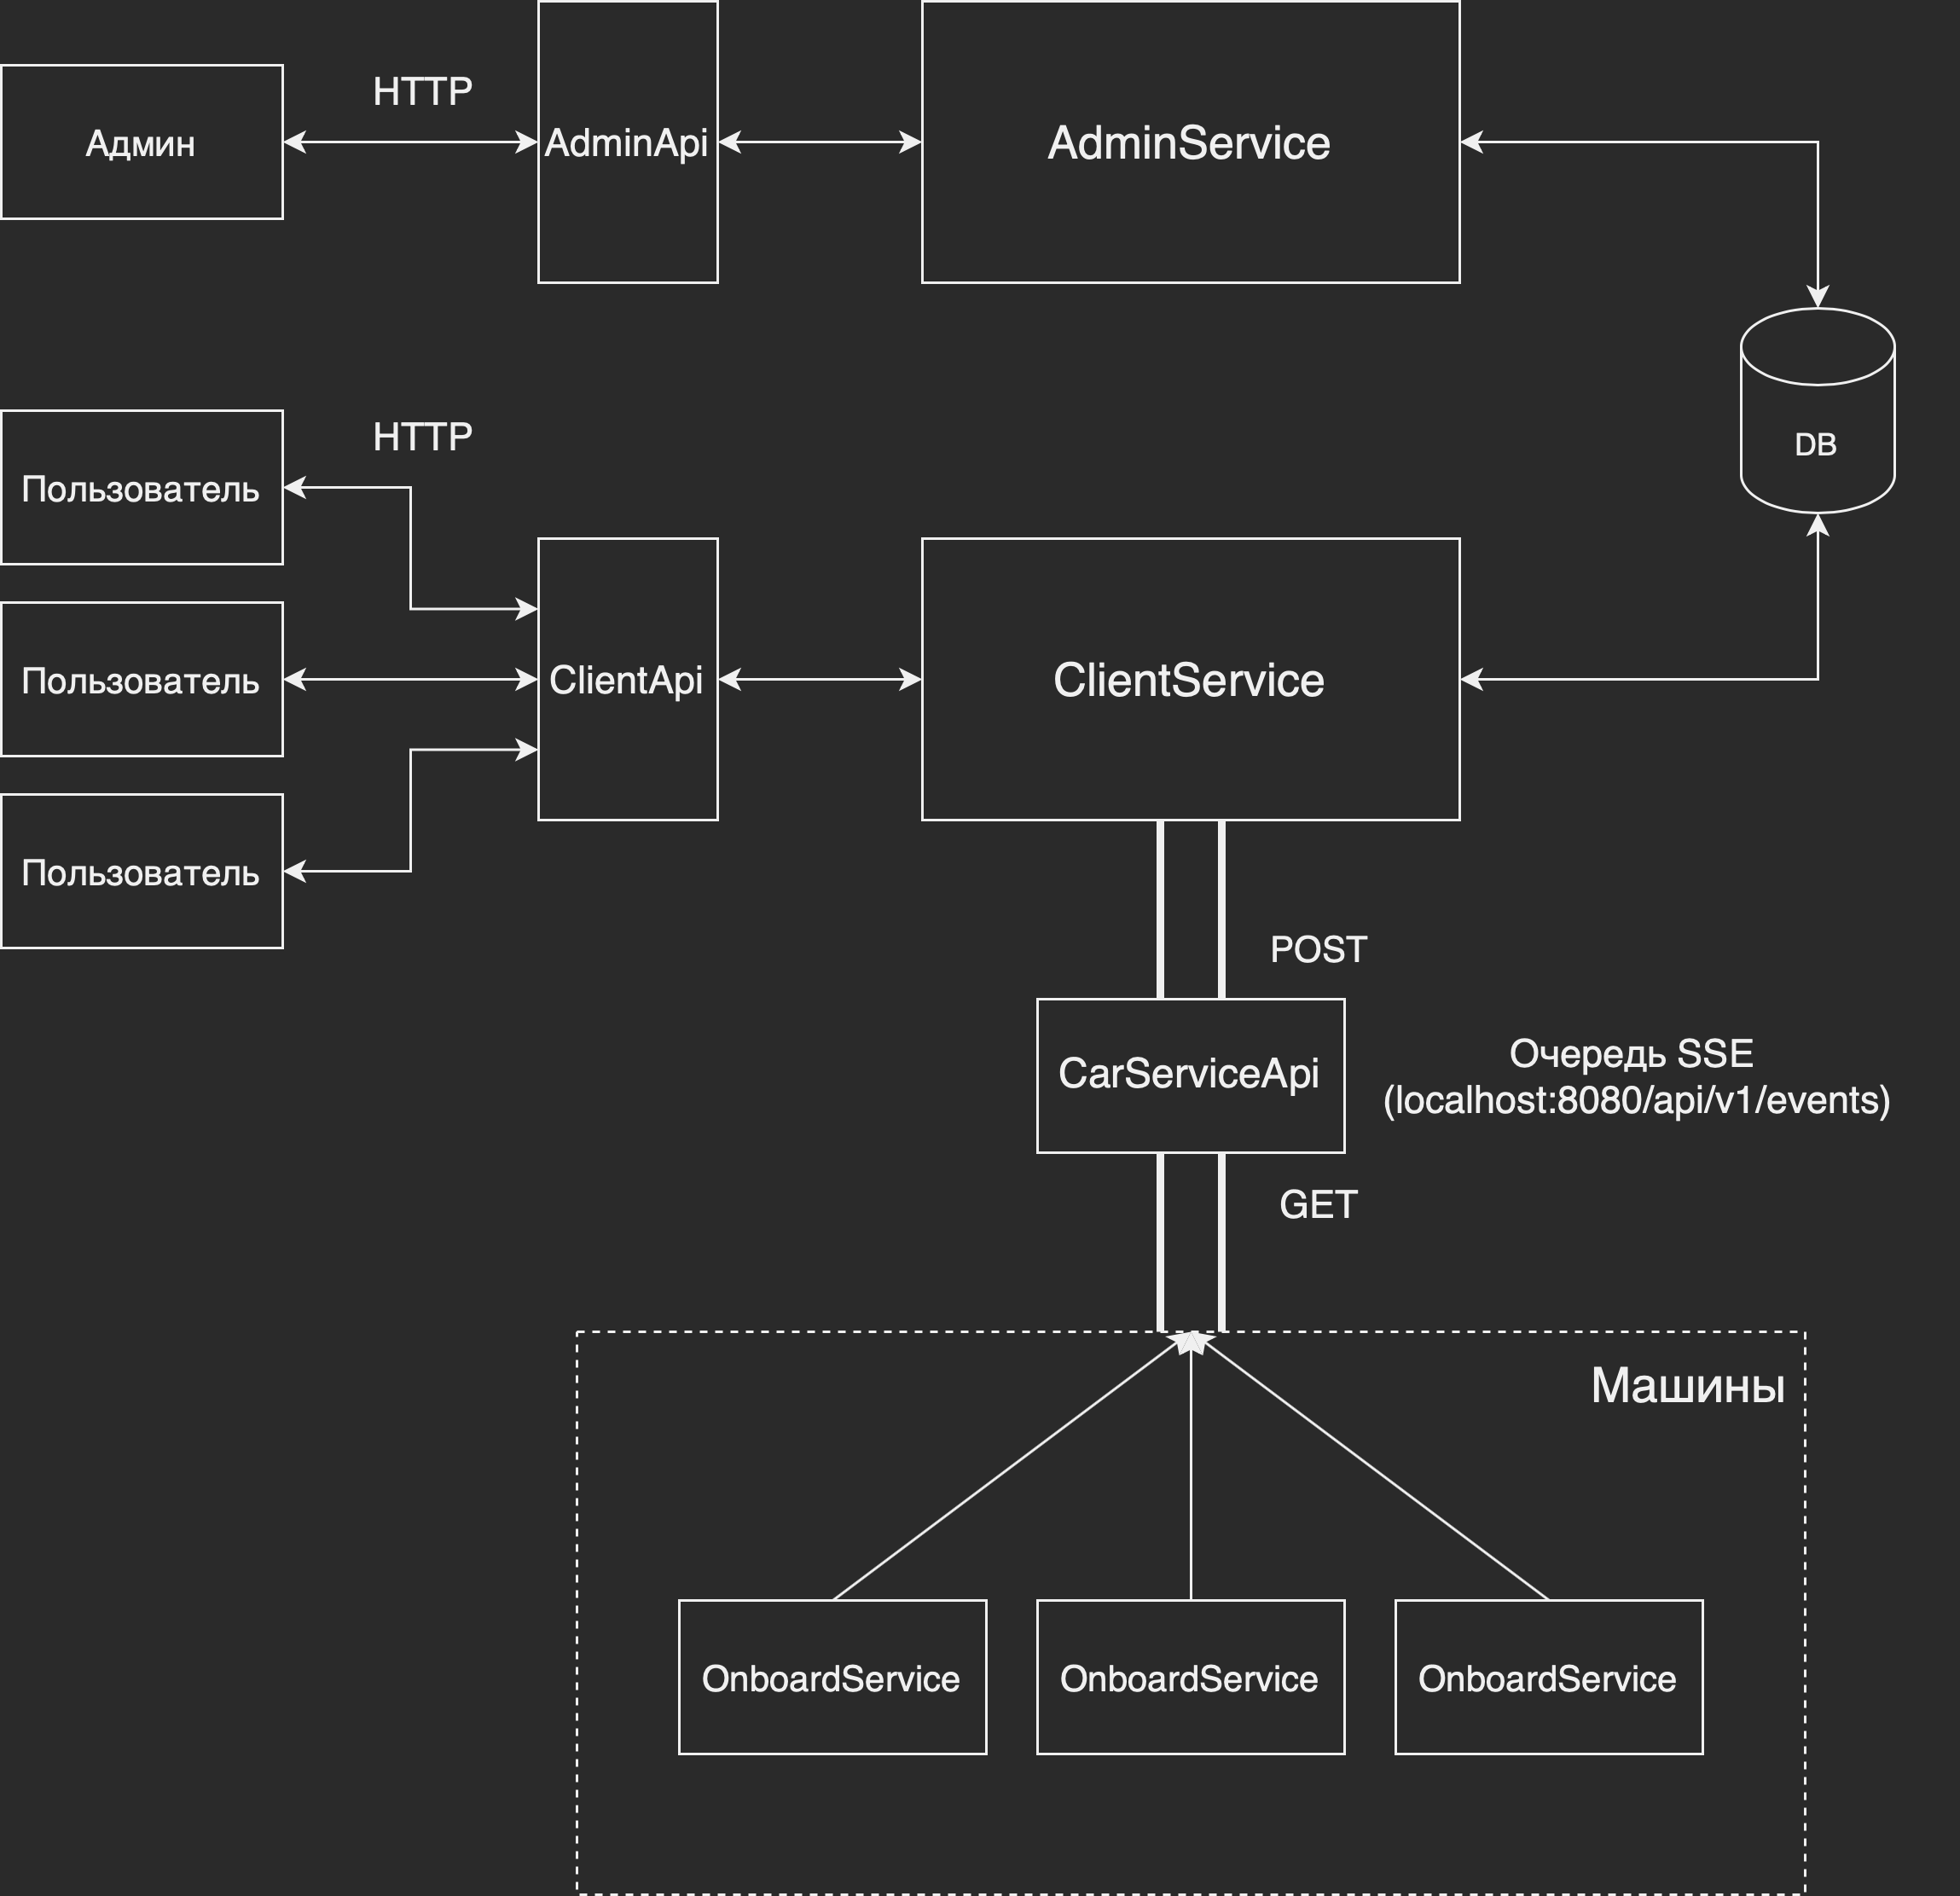 HTTP
Админ
AdminApi
AdminService
HTTP
DB
Пользователь
Пользователь
ClientApi
ClientService
Пользователь
POST
CarServiceApi
Очередь SSE
(localhost:8080/api/v1/events)
GET
Машины
OnboardService
OnboardService
OnboardService